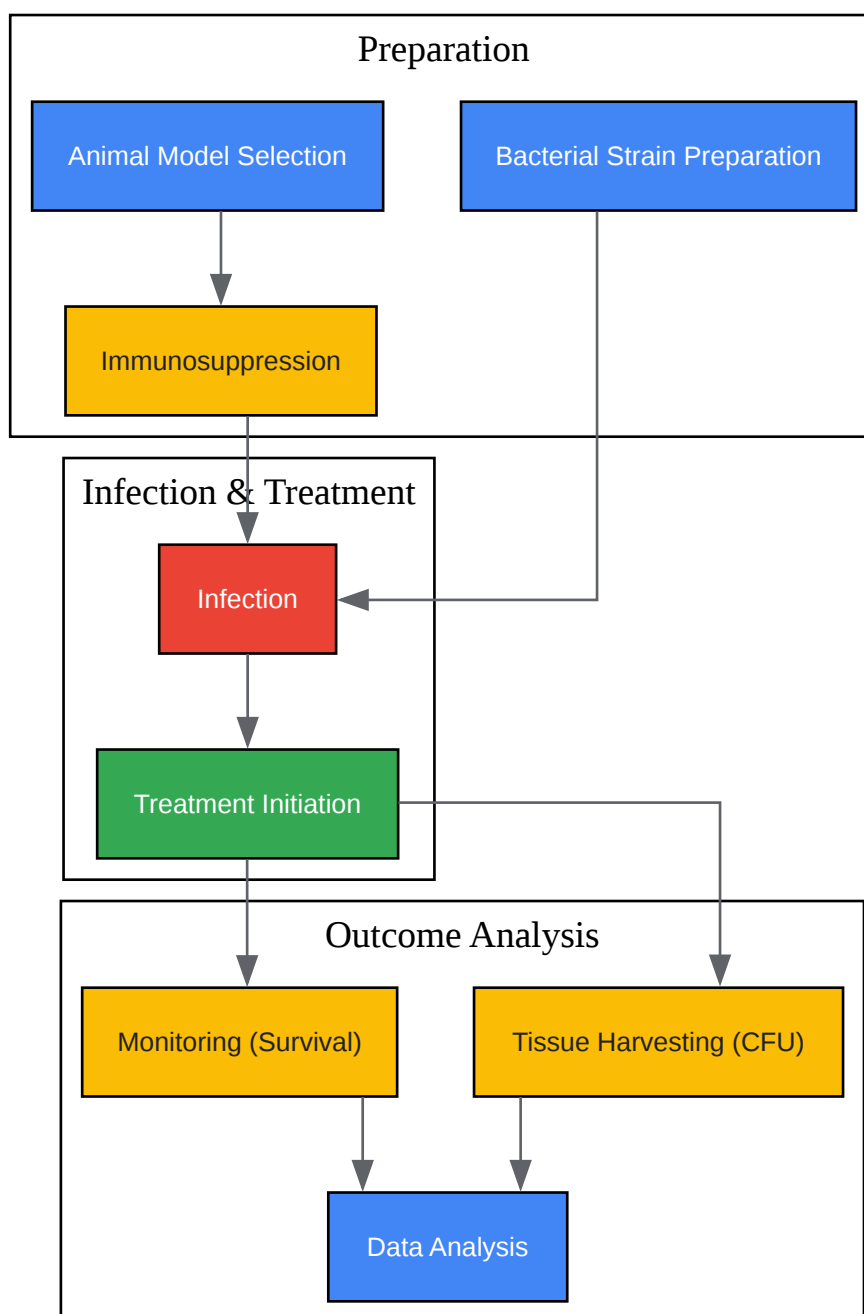 Preparation
Animal Model Selection
Bacterial Strain Preparation
Immunosuppression
Infection & Treatment
Infection
Treatment Initiation
Outcome Analysis
Monitoring (Survival)
Tissue Harvesting (CFU)
Data Analysis